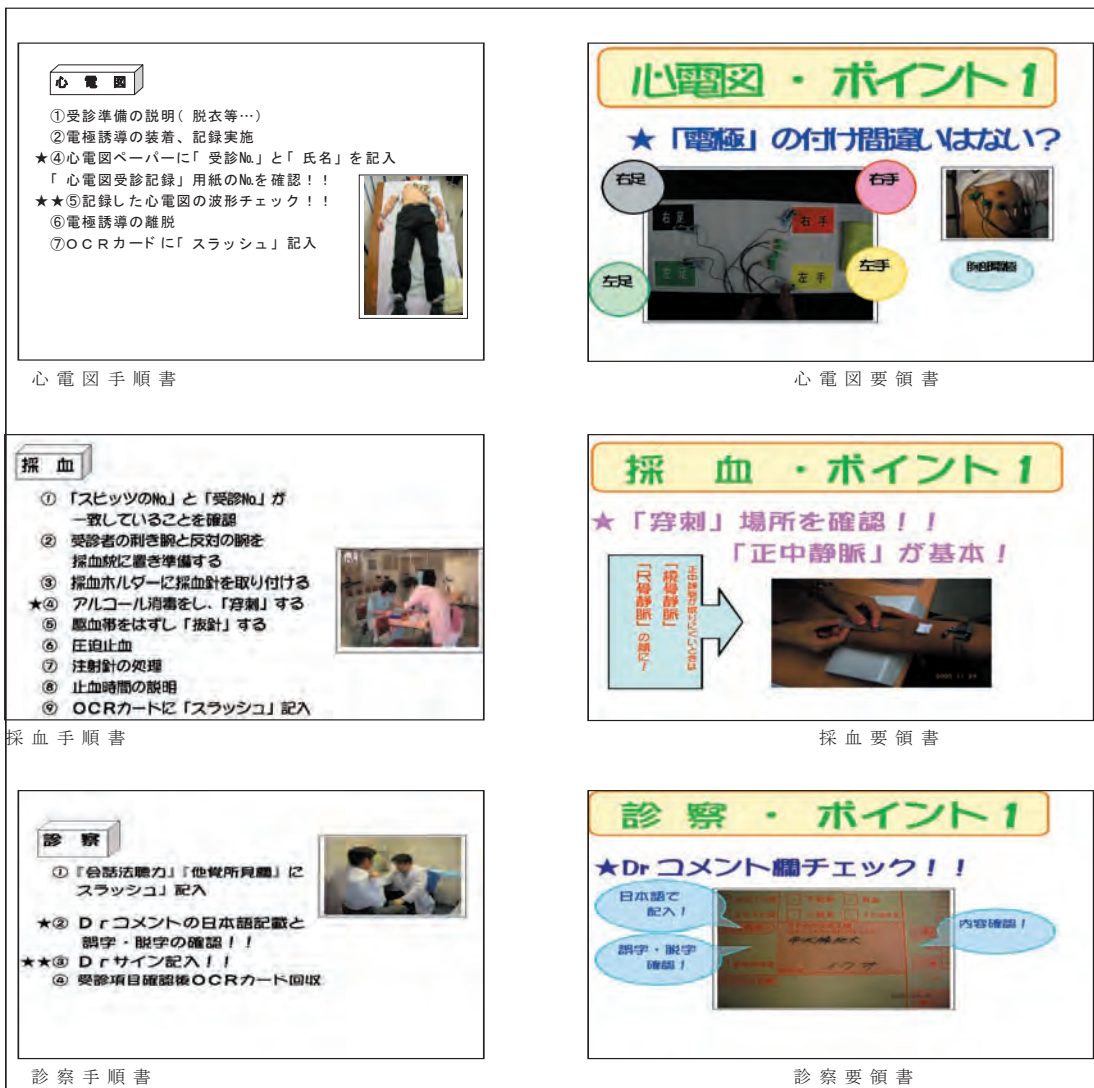 心電図
①受診準備の説明(脱衣等…)
②電極誘導の装着、記録実施
★④心電図ペーパーに「受診№」と「氏名」を記入
「心電図受診記録」用紙の№を確認!!
★★⑤記録した心電図の波形チェック!!
⑥電極誘導の離脱
⑦OCRカードに「スラッシュ」記入
心電図手順書
心電図・ポイント1
★「電極」の付け間違いはない?
右足
右手
左足
左手
右足
右手
左足
左手
胸部電極
心電図要領書
採血
① 「スピッツの№」と「受診№」が
一致していることを確認
② 受診者の利き腕と反対の腕を
採血枕に置き準備する
③ 採血ホルダーに採血針を取り付ける
★④ アルコール消毒をし、「穿刺」する
⑤ 駆血帯をはずし「抜針」する
⑥ 圧迫止血
⑦ 注射針の処理
⑧ 止血時間の説明
⑨ OCRカードに「スラッシュ」記入
採血手順書
採血・ポイント1
★「穿刺」場所を確認!!
「正中静脈」が基本!
正中静脈が取りにくいときは
「橈骨静脈」
「尺骨静脈」の順に!
採血要領書
診察
①『会話法聴力』『他覚所見欄』に
スラッシュ」記入
★② Drコメントの日本語記載と
誤字・脱字の確認!!
★★③ Drサイン記入!!
④ 受診項目確認後OCRカード回収
診察手順書
診察・ポイント1
★Drコメント欄チェック!!
日本語で
記入!
誤字・脱字
確認!
内容確認!
診察要領書